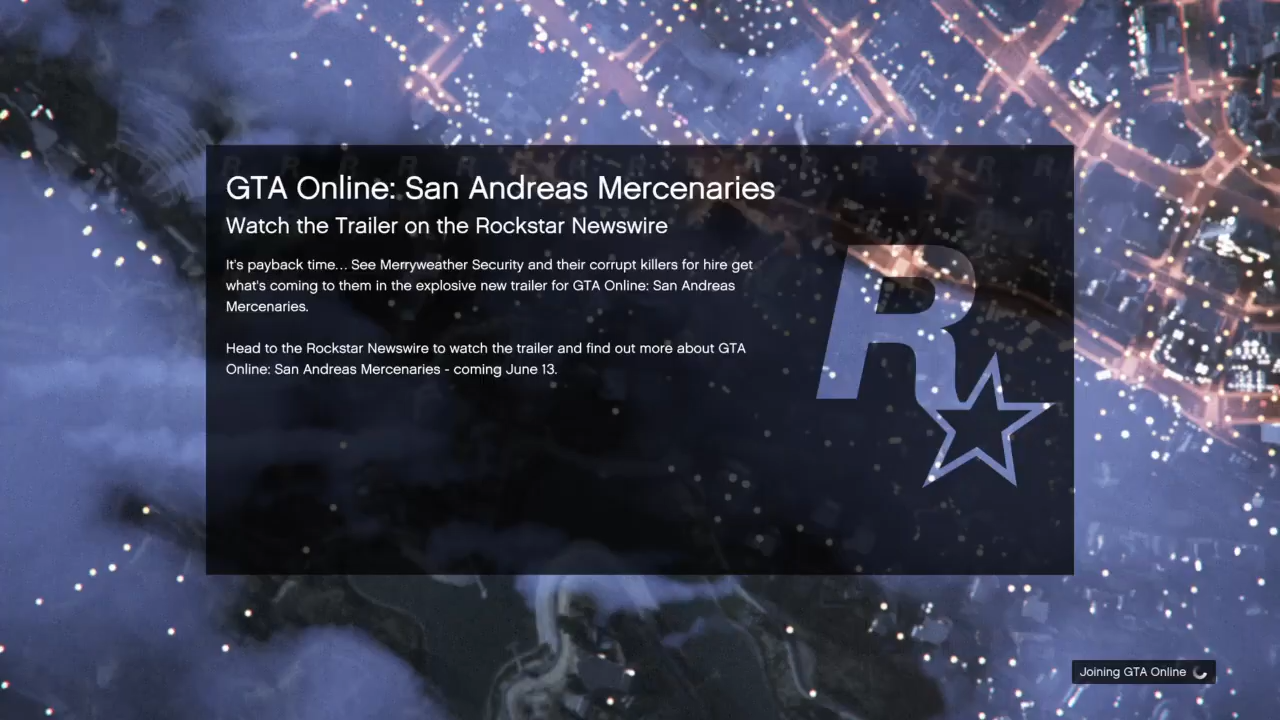 GTA Online: San Andreas Mercenaries
Watch the Trailer on the Rockstar Newswire
It's payback time... See Merryweather Security and their corrupt killers for hire get
what's coming to them in the explosive new trailer for GTA Online: San Andreas
Mercenaries.
Head to the Rockstar Newswire to watch the trailer and find out more about GTA
Online: San Andreas Mercenaries - coming June 13.
R
Joining GTA Online